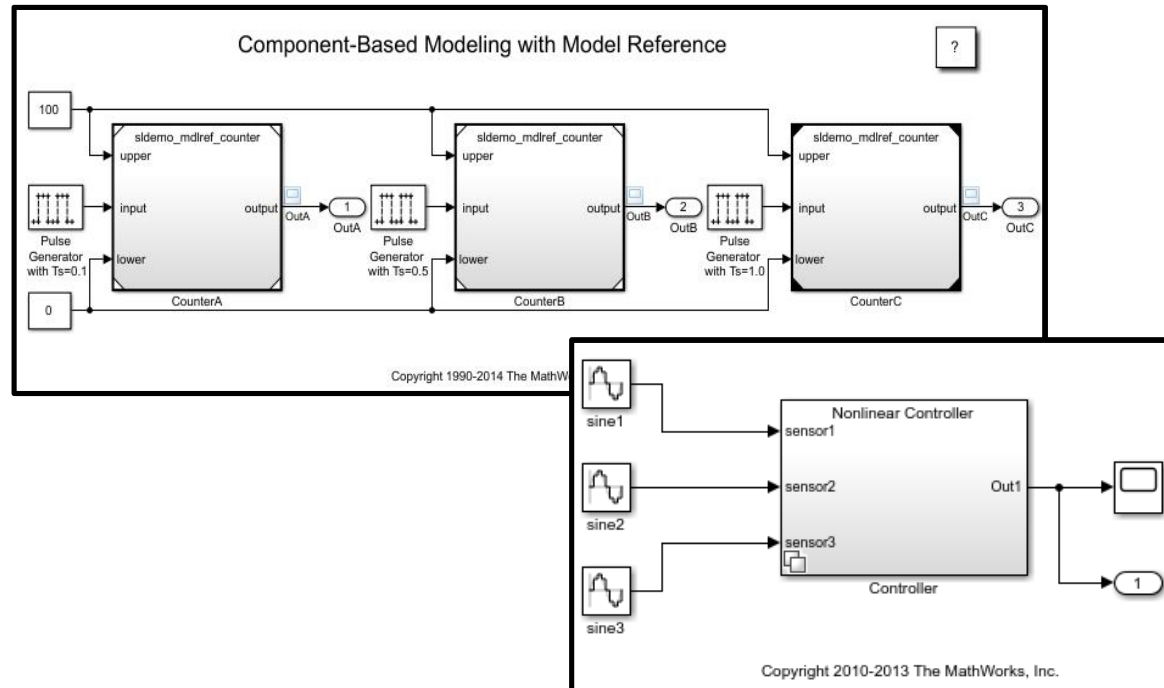 Component-Based Modeling with Model Reference
?
100
sldemo_mdlref_counter
upper
input
output
lower
CounterA
Pulse
Generator
with Ts=0.1
OutA
1
OutA
sldemo_mdlref_counter
upper
input
output
lower
CounterB
Pulse
Generator
with Ts=0.5
OutB
2
OutB
sldemo_mdlref_counter
upper
input
output
lower
CounterC
Pulse
Generator
with Ts=1.0
OutC
3
OutC
0
Copyright 1990-2014 The MathW
sine1
sine2
sine3
Nonlinear Controller
sensor1
sensor2
sensor3
Out1
Controller
1
Copyright 2010-2013 The MathWorks, Inc.